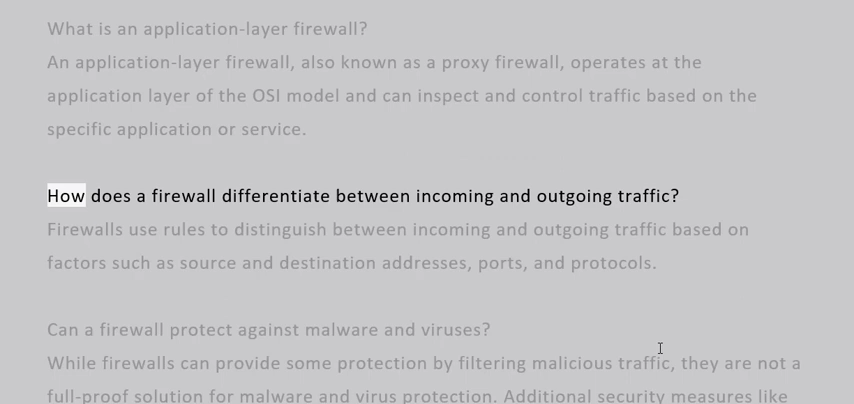 What is an application-layer firewall?
An application-layer firewall, also known as a proxy firewall, operates at the
application layer of the OSI model and can inspect and control traffic based on the
specific application or service.
How does a firewall differentiate between incoming and outgoing traffic?
Firewalls use rules to distinguish between incoming and outgoing traffic based on
factors such as source and destination addresses, ports, and protocols.
Can a firewall protect against malware and viruses?
While firewalls can provide some protection by filtering malicious traffic, they are not a
full-proof solution for malware and virus protection. Additional security measures like